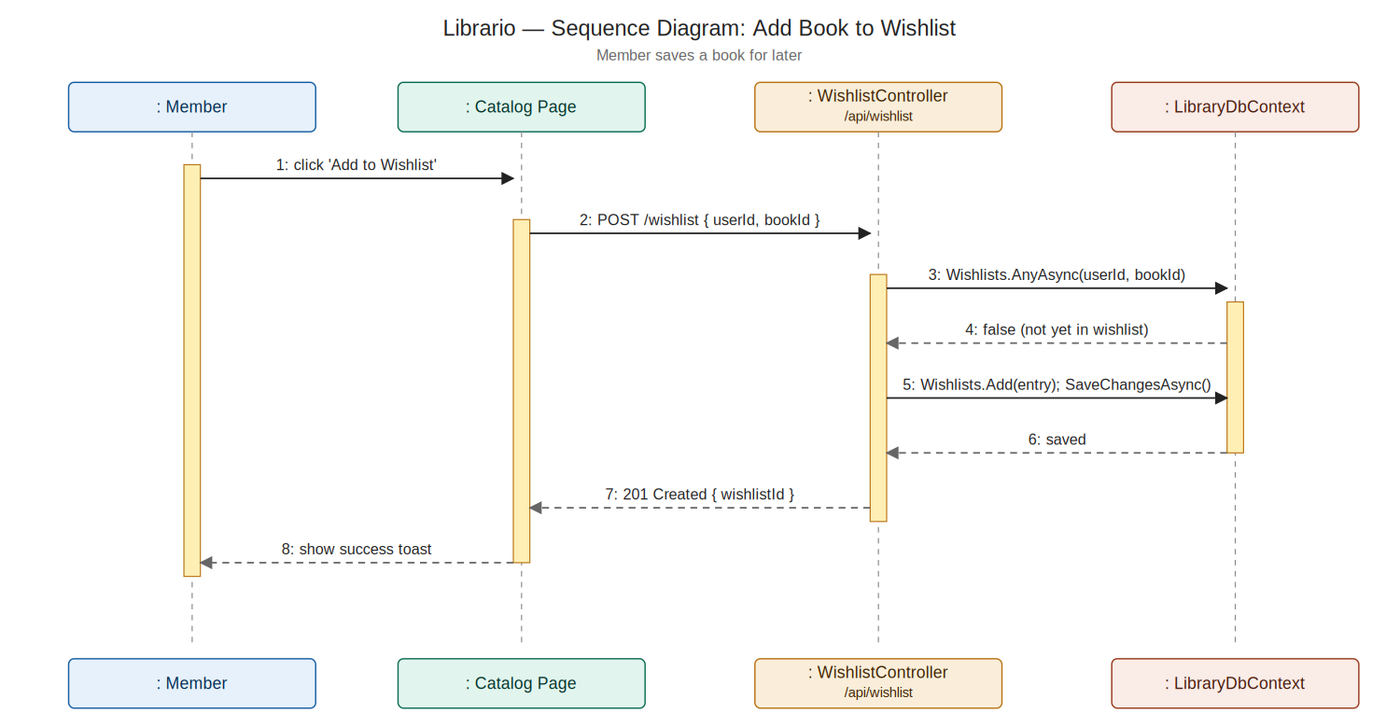 Librario — Sequence Diagram: Add Book to Wishlist
Member saves a book for later
: Member
: Catalog Page
: WishlistController
/api/wishlist
: LibraryDbContext
1: click 'Add to Wishlist'
2: POST /wishlist { userId, bookId }
3: Wishlists.AnyAsync(userId, bookId)
4: false (not yet in wishlist)
5: Wishlists.Add(entry); SaveChangesAsync()
6: saved
7: 201 Created { wishlistId }
8: show success toast
: Member
: Catalog Page
: WishlistController
/api/wishlist
: LibraryDbContext